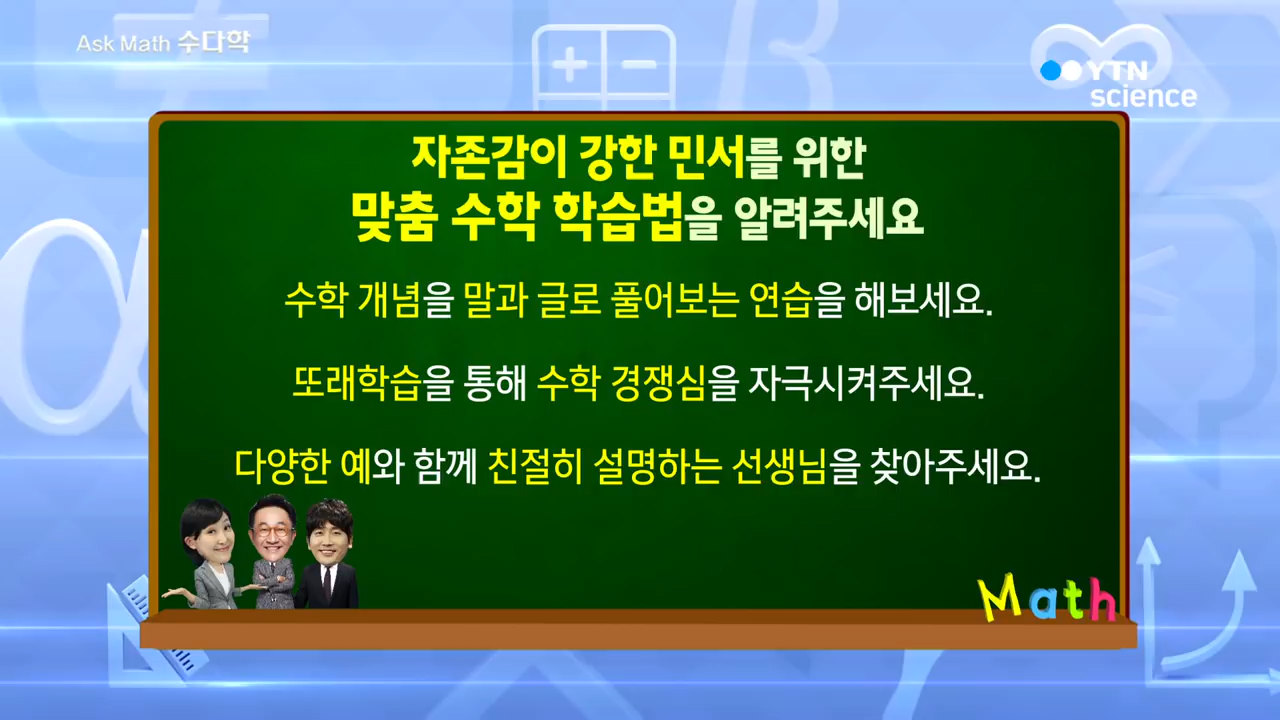 Ask Math 수다학
YTN
science
자존감이 강한 민서를 위한
맞춤 수학 학습법을 알려주세요
수학 개념을 말과 글로 풀어보는 연습을 해보세요.
또래학습을 통해 수학 경쟁심을 자극시켜주세요.
다양한 예와 함께 친절히 설명하는 선생님을 찾아주세요.
Math